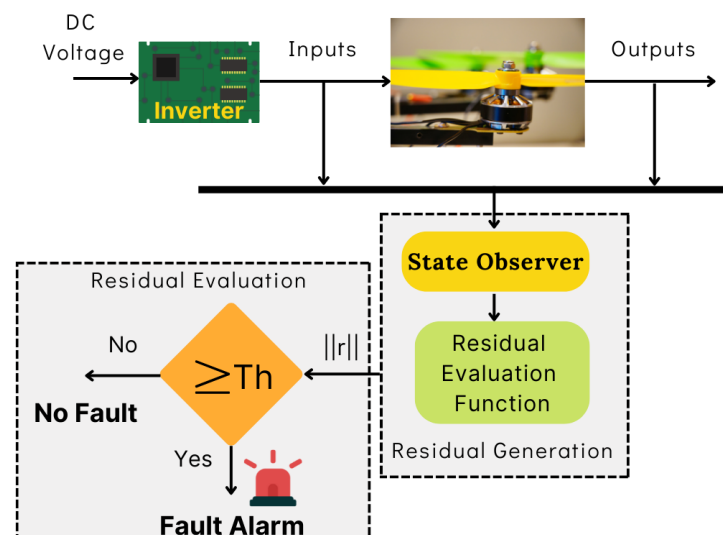 DC
Voltage
Inverter
Inputs
Outputs
State Observer
Residual
Evaluation
Function
Residual Generation
Residual Evaluation
||r||
≥Th
No
No Fault
Yes
Fault Alarm